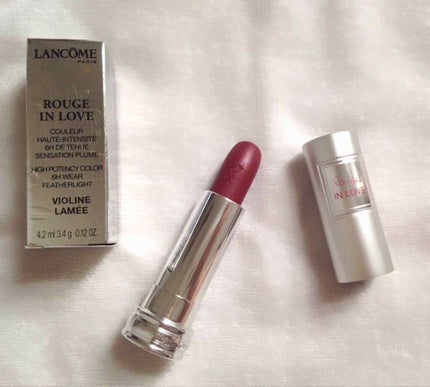 LANCÔME
PARIS
ROUGE
IN LOVE
COULEUR
HAUTE-INTENSITÉ
6H DE TENUE
SENSATION PLUME
HIGH POTENCY COLOR
6H WEAR
FEATHERLIGHT
VIOLINE
LAMÉE
4.2 ml 3.4 g 0.12 OZ.
Rouge
IN LOVE